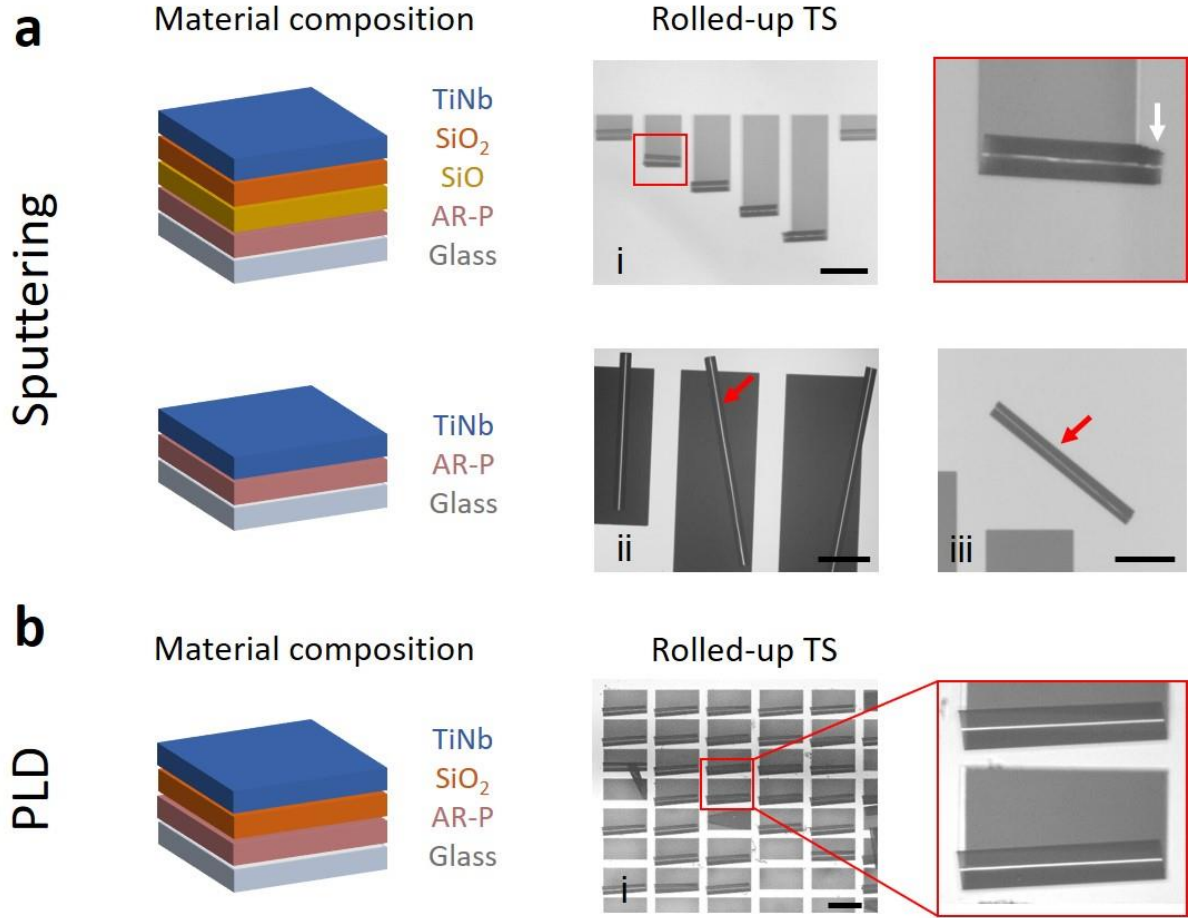 a
Material composition
Rolled-up TS
Sputtering
TiNb
SiO2
SiO
AR-P
Glass
i
TiNb
AR-P
Glass
ii
iii
b
Material composition
Rolled-up TS
PLD
TiNb
SiO2
AR-P
Glass
i